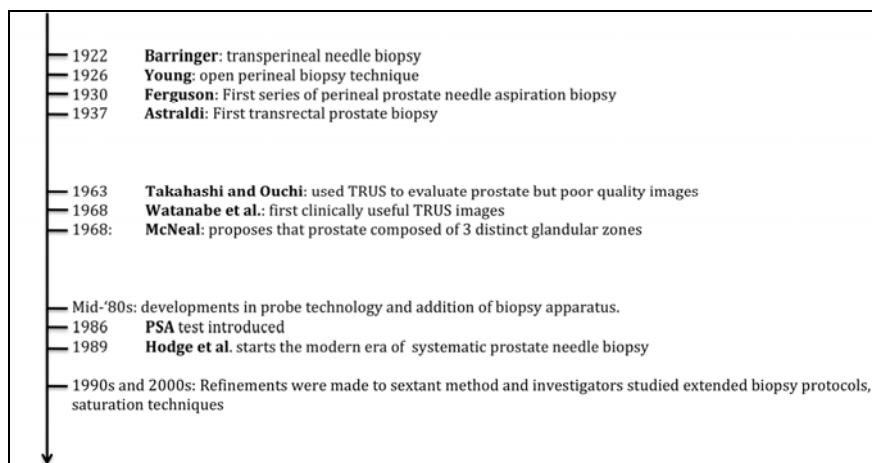 1922 Barringer: transperineal needle biopsy
1926 Young: open perineal biopsy technique
1930 Ferguson: First series of perineal prostate needle aspiration biopsy
1937 Astraldi: First transrectal prostate biopsy
1963 Takahashi and Ouchi: used TRUS to evaluate prostate but poor quality images
1968 Watanabe et al.: first clinically useful TRUS images
1968: McNeal: proposes that prostate composed of 3 distinct glandular zones
Mid-‘80s: developments in probe technology and addition of biopsy apparatus.
1986 PSA test introduced
1989 Hodge et al. starts the modern era of systematic prostate needle biopsy
1990s and 2000s: Refinements were made to sextant method and investigators studied extended biopsy protocols,
saturation techniques